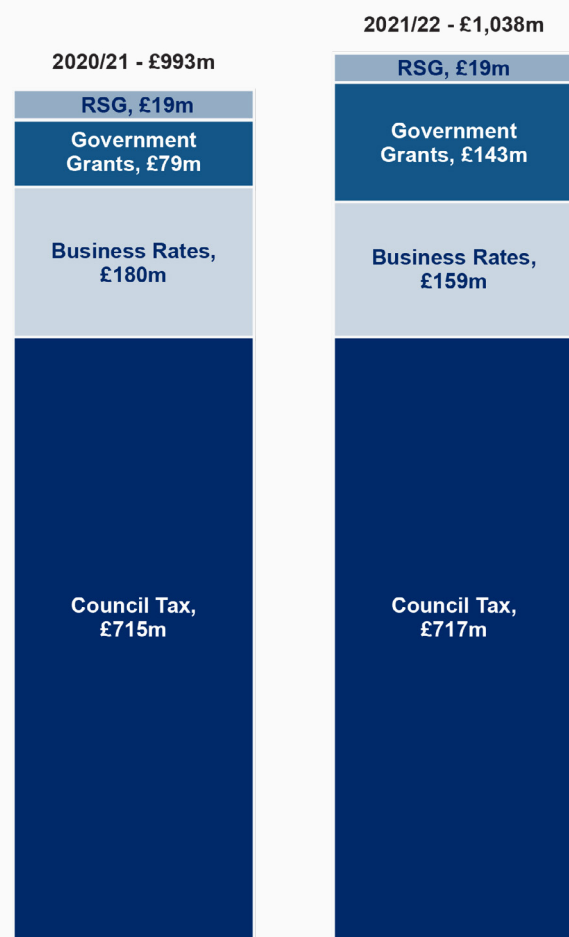 2020/21 - £993m
RSG, £19m
Government
Grants, £79m
Business Rates,
£180m
Council Tax,
£715m
2021/22 - £1,038m
RSG, £19m
Government
Grants, £143m
Business Rates,
£159m
Council Tax,
£717m